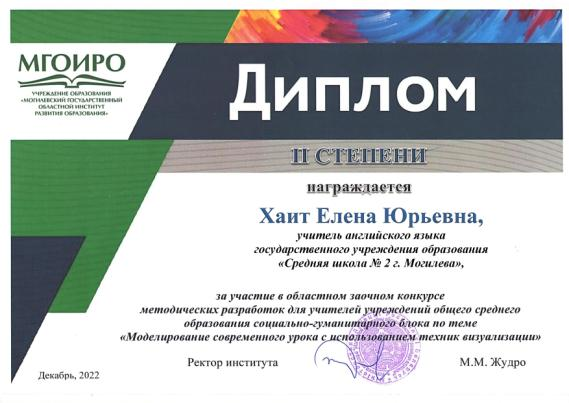 МГОИРО
УЧРЕЖДЕНИЕ ОБРАЗОВАНИЯ
«МОГИЛЕВСКИЙ ГОСУДАРСТВЕННЫЙ
ОБЛАСТНОЙ ИНСТИТУТ
РАЗВИТИЯ ОБРАЗОВАНИЯ»
ДИПЛОМ
II СТЕПЕНИ
награждается
Хаит Елена Юрьевна,
учитель английского языка
государственного учреждения образования
«Средняя школа № 2 г. Могилева»,
за участие в областном заочном конкурсе
методических разработок для учителей учреждений общего среднего
образования социально-гуманитарного блока по теме
«Моделирование современного урока с использованием техник визуализации»
Ректор института
М.М. Жудро
Декабрь, 2022